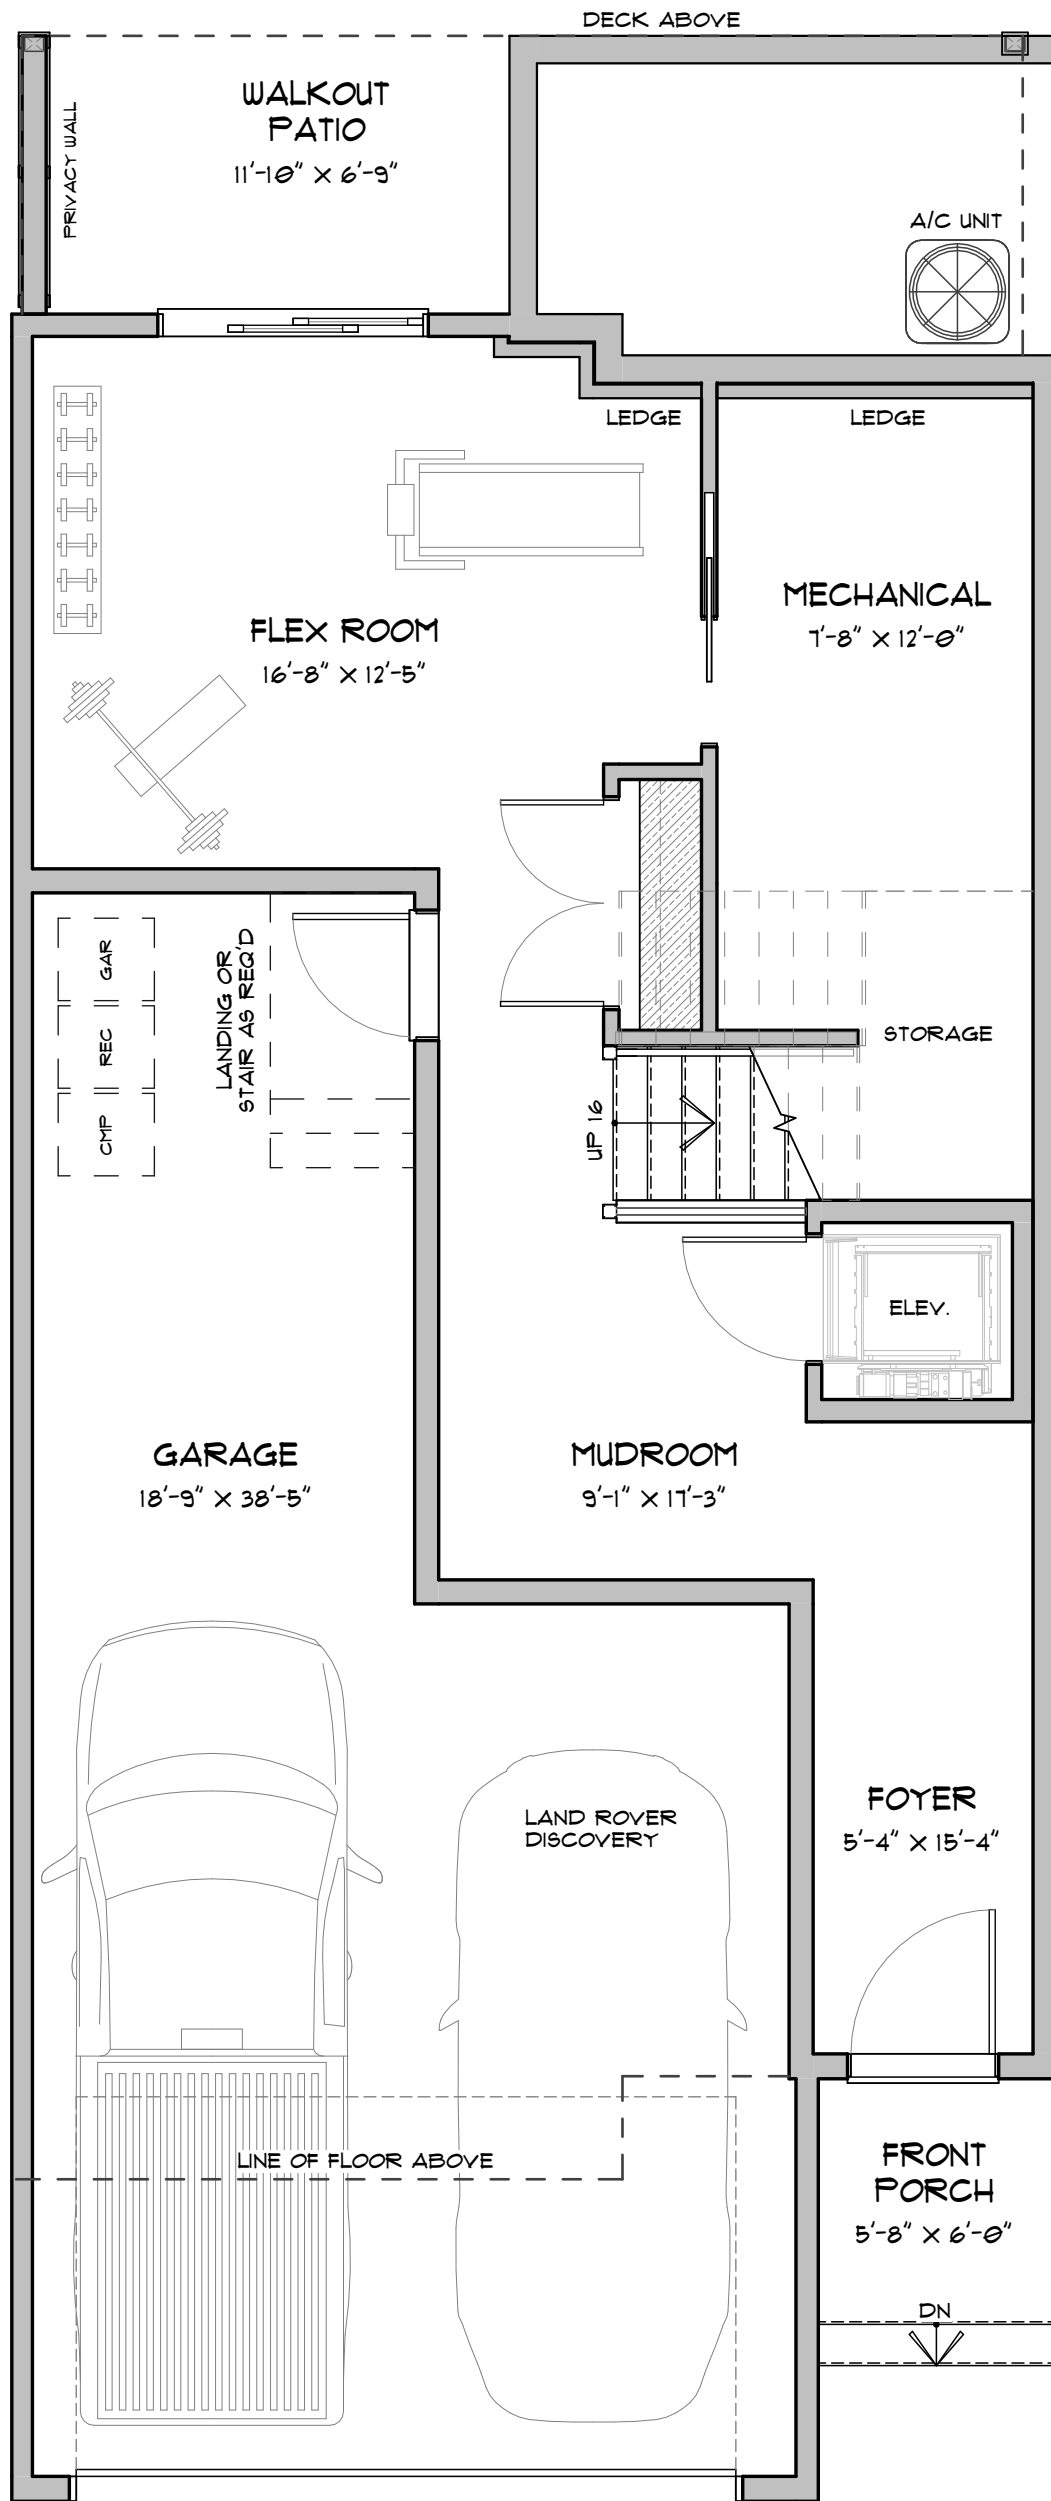 DECK ABOVE
WALKOUT
PATIO
11'-10" X 6'-9"
PRIVACY WALL
A/C UNIT
LEDGE
LEDGE
MECHANICAL
7'-8" X 12'-0"
FLEX ROOM
16'-8" X 12'-5"
GAR
REC
CMP
LANDING OR
STAIR AS REQ'D
STORAGE
UP 16
ELEV.
GARAGE
18'-9" X 38'-5"
MUDROOM
9'-1" X 17'-3"
LAND ROVER
DISCOVERY
FOYER
5'-4" X 15'-4"
LINE OF FLOOR ABOVE
FRONT
PORCH
5'-8" X 6'-0"
DN